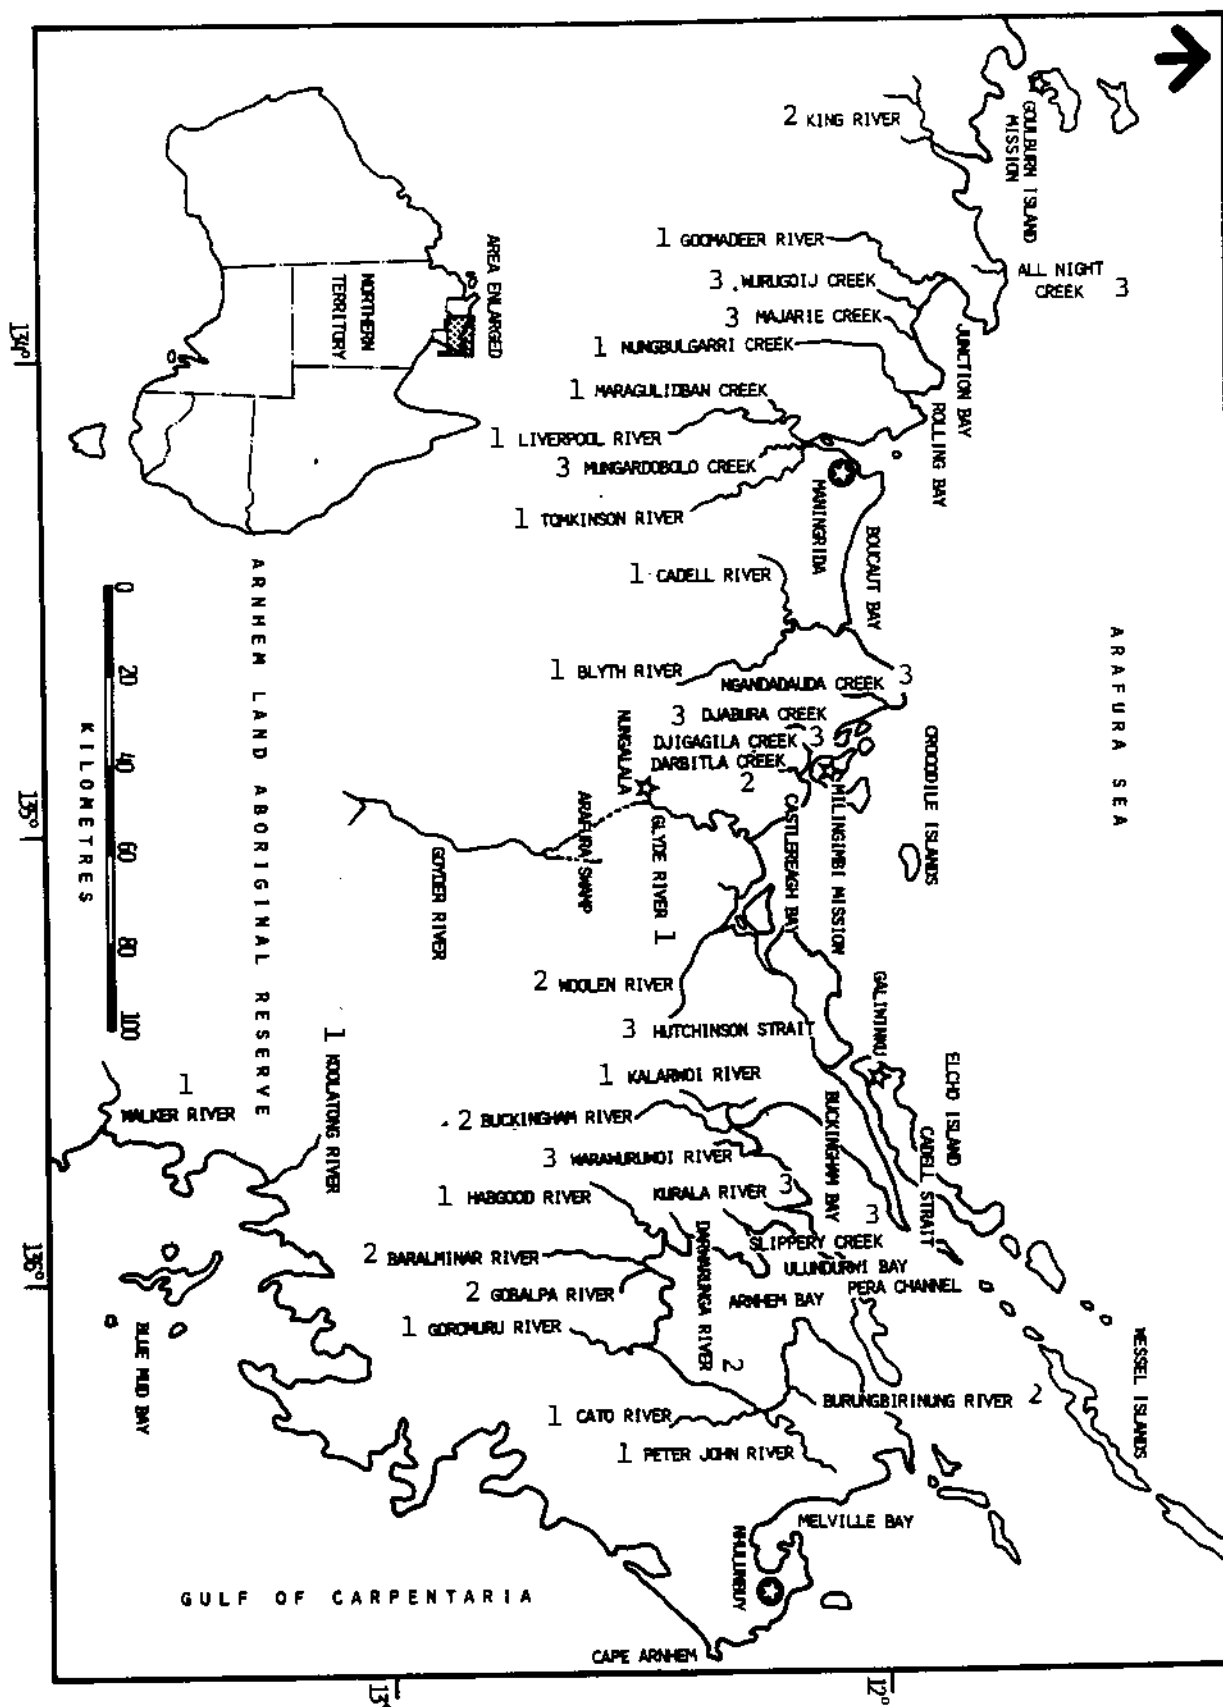 GOULBURN ISLAND
MISSION
2 KING RIVER
1 GOOMADEER RIVER
ALL NIGHT
CREEK 3
3 WURUGOIJ CREEK
3 MAJARIE CREEK
JUNCTION BAY
1 NUNGBULGARRI CREEK
ROLLING BAY
1 MARAGULIDBAN CREEK
1 LIVERPOOL RIVER
3 MUNGARDOBOLO CREEK
MANINGRIDA
1 TOMKINSON RIVER
BOUCAUT BAY
1 CADELL RIVER
1 BLYTH RIVER
NGANDADAUDA CREEK 3
3 DJABURA CREEK
DJIGAGILA CREEK 3
DARBITLA CREEK
2
CROCODILE ISLANDS
MILINGIMBI MISSION
CASTLEREAGH BAY
NUNGALALA
GLYDE RIVER 1
ARAFURA SWAMP
GOYDER RIVER
ARAFURA SEA
AREA ENLARGED
NORTHERN
TERRITORY
134°
135°
136°
0 20 40 60 80 100
KILOMETRES
ARNHEM LAND ABORIGINAL RESERVE
2 WOOLEN RIVER
3 HUTCHINSON STRAIT
GALIWINKU
ELCHO ISLAND
CADELL STRAIT
1 KALARWOI RIVER
2 BUCKINGHAM RIVER
BUCKINGHAM BAY
3 WARAWURUWOI RIVER
KURALA RIVER 3
1 HABGOOD RIVER
3
SLIPPERY CREEK
DARWARUNGA RIVER 2
2 BARALMINAR RIVER
ULUNDURWI BAY
PERA CHANNEL
2 GOBALPA RIVER
ARNHEM BAY
1 GOROMURU RIVER
WESSEL ISLANDS
BURUNGBIRINUNG RIVER 2
1 CATO RIVER
1 PETER JOHN RIVER
MELVILLE BAY
NHULUNBUY
1 KOOLATONG RIVER
1
WALKER RIVER
BLUE MUD BAY
GULF OF CARPENTARIA
CAPE ARNHEM
13°
12°